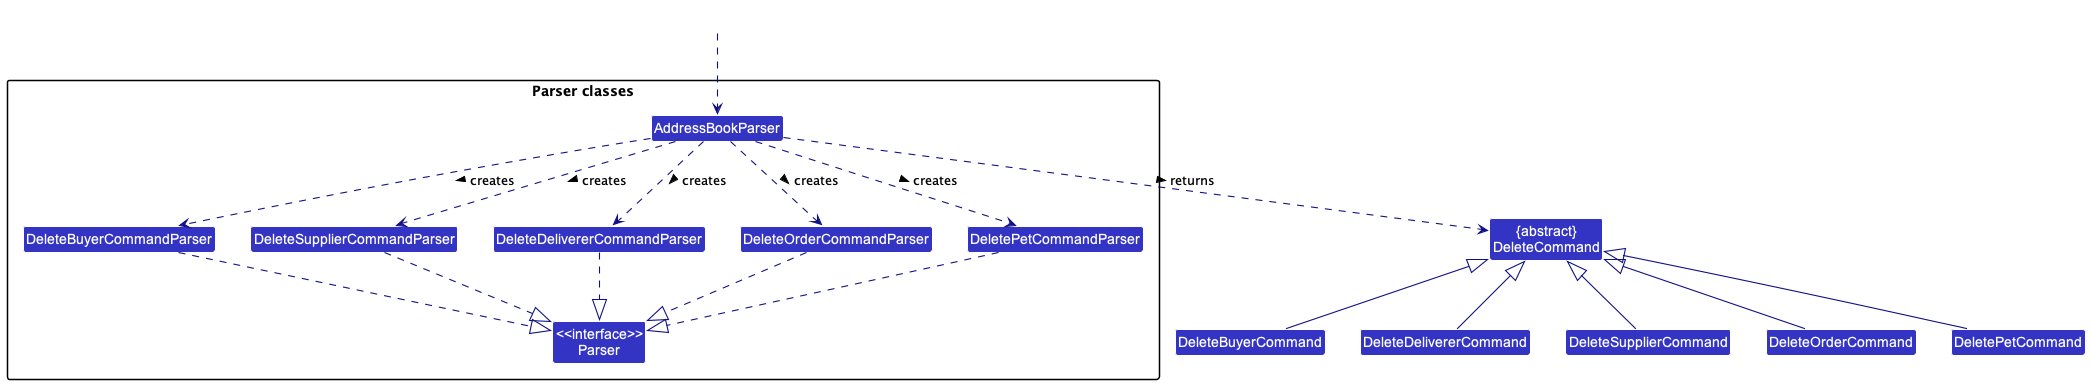 Parser classes
AddressBookParser
creates
creates
creates
creates
creates
returns
DeleteBuyerCommandParser
DeleteSupplierCommandParser
DeleteDelivererCommandParser
DeleteOrderCommandParser
DeletePetCommandParser
{abstract}
DeleteCommand
<<interface>>
Parser
DeleteBuyerCommand
DeleteDelivererCommand
DeleteSupplierCommand
DeleteOrderCommand
DeletePetCommand